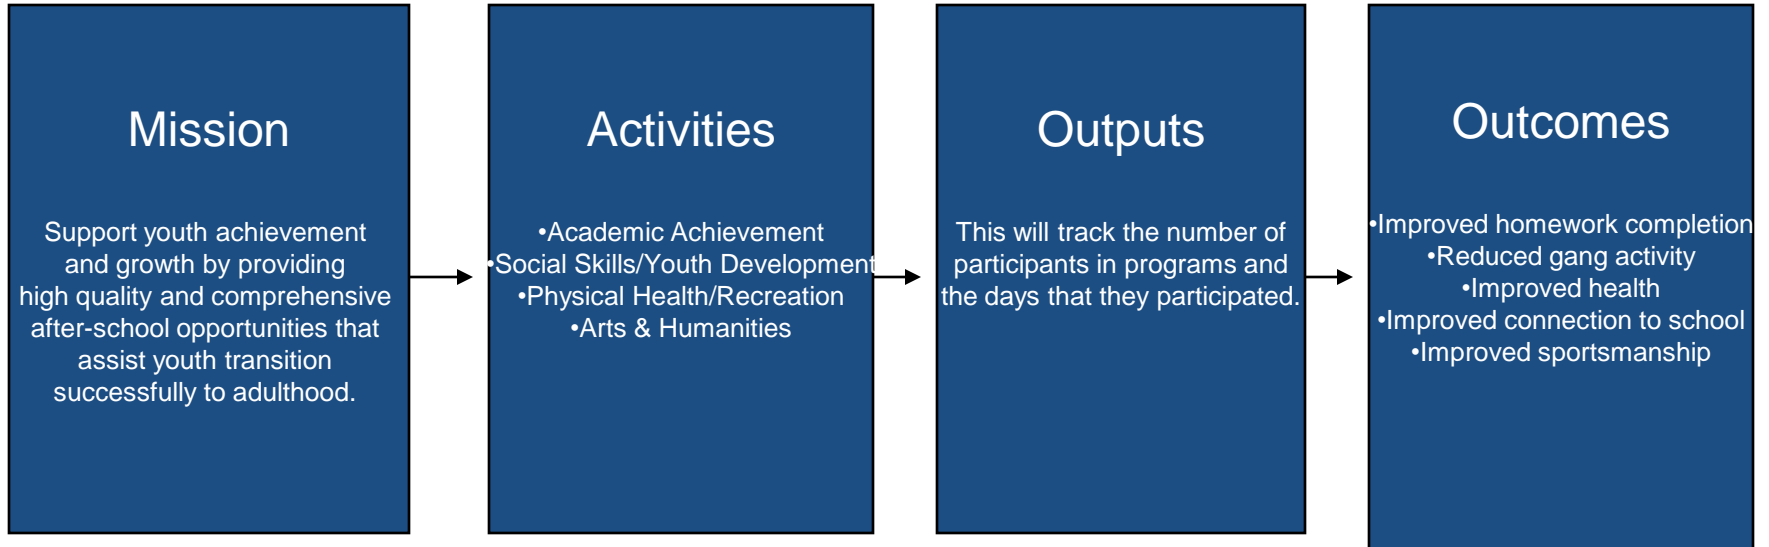 Mission
Support youth achievement
and growth by providing
high quality and comprehensive
after-school opportunities that
assist youth transition
successfully to adulthood.
Activities
•Academic Achievement
•Social Skills/Youth Development
•Physical Health/Recreation
•Arts & Humanities
Outputs
This will track the number of
participants in programs and
the days that they participated.
Outcomes
•Improved homework completion
•Reduced gang activity
•Improved health
•Improved connection to school
•Improved sportsmanship